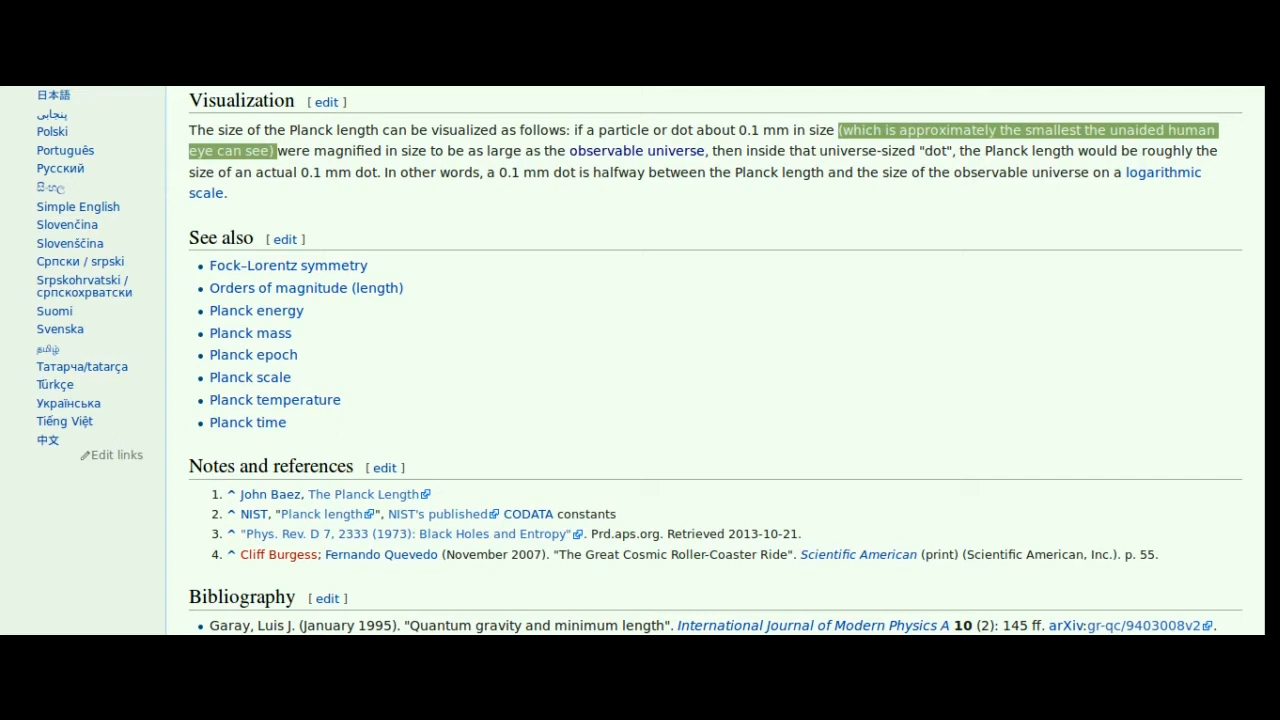 日本語
پنجابی
Polski
Português
Русский
සිංහල
Simple English
Slovenčina
Slovenščina
Српски / srpski
Srpskohrvatski /
српскохрватски
Suomi
Svenska
தமிழ்
Татарча/tatarça
Türkçe
Українська
Tiếng Việt
中文
Edit links
Visualization [ edit ]
The size of the Planck length can be visualized as follows: if a particle or dot about 0.1 mm in size (which is approximately the smallest the unaided human
eye can see) were magnified in size to be as large as the observable universe, then inside that universe-sized "dot", the Planck length would be roughly the
size of an actual 0.1 mm dot. In other words, a 0.1 mm dot is halfway between the Planck length and the size of the observable universe on a logarithmic
scale.
See also [ edit ]
• Fock–Lorentz symmetry
• Orders of magnitude (length)
• Planck energy
• Planck mass
• Planck epoch
• Planck scale
• Planck temperature
• Planck time
Notes and references [ edit ]
1. ^ John Baez, The Planck Length
2. ^ NIST, "Planck length", NIST's published CODATA constants
3. ^ "Phys. Rev. D 7, 2333 (1973): Black Holes and Entropy". Prd.aps.org. Retrieved 2013-10-21.
4. ^ Cliff Burgess; Fernando Quevedo (November 2007). "The Great Cosmic Roller-Coaster Ride". Scientific American (print) (Scientific American, Inc.). p. 55.
Bibliography [ edit ]
• Garay, Luis J. (January 1995). "Quantum gravity and minimum length". International Journal of Modern Physics A 10 (2): 145 ff. arXiv:gr-qc/9403008v2.